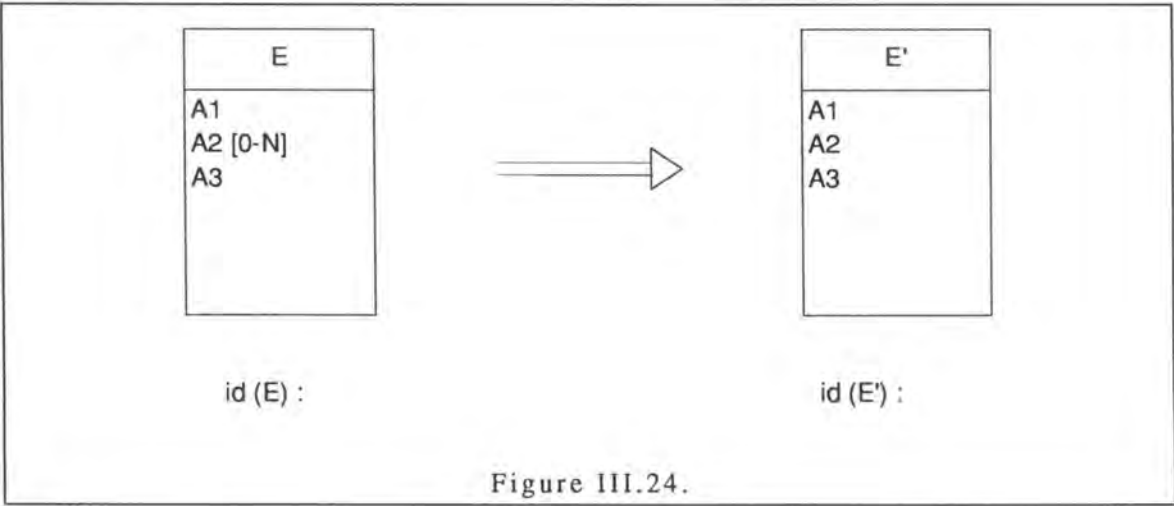 E
A1
A2 [0-N]
A3
id (E) :
E'
A1
A2
A3
id (E') :
Figure III.24.